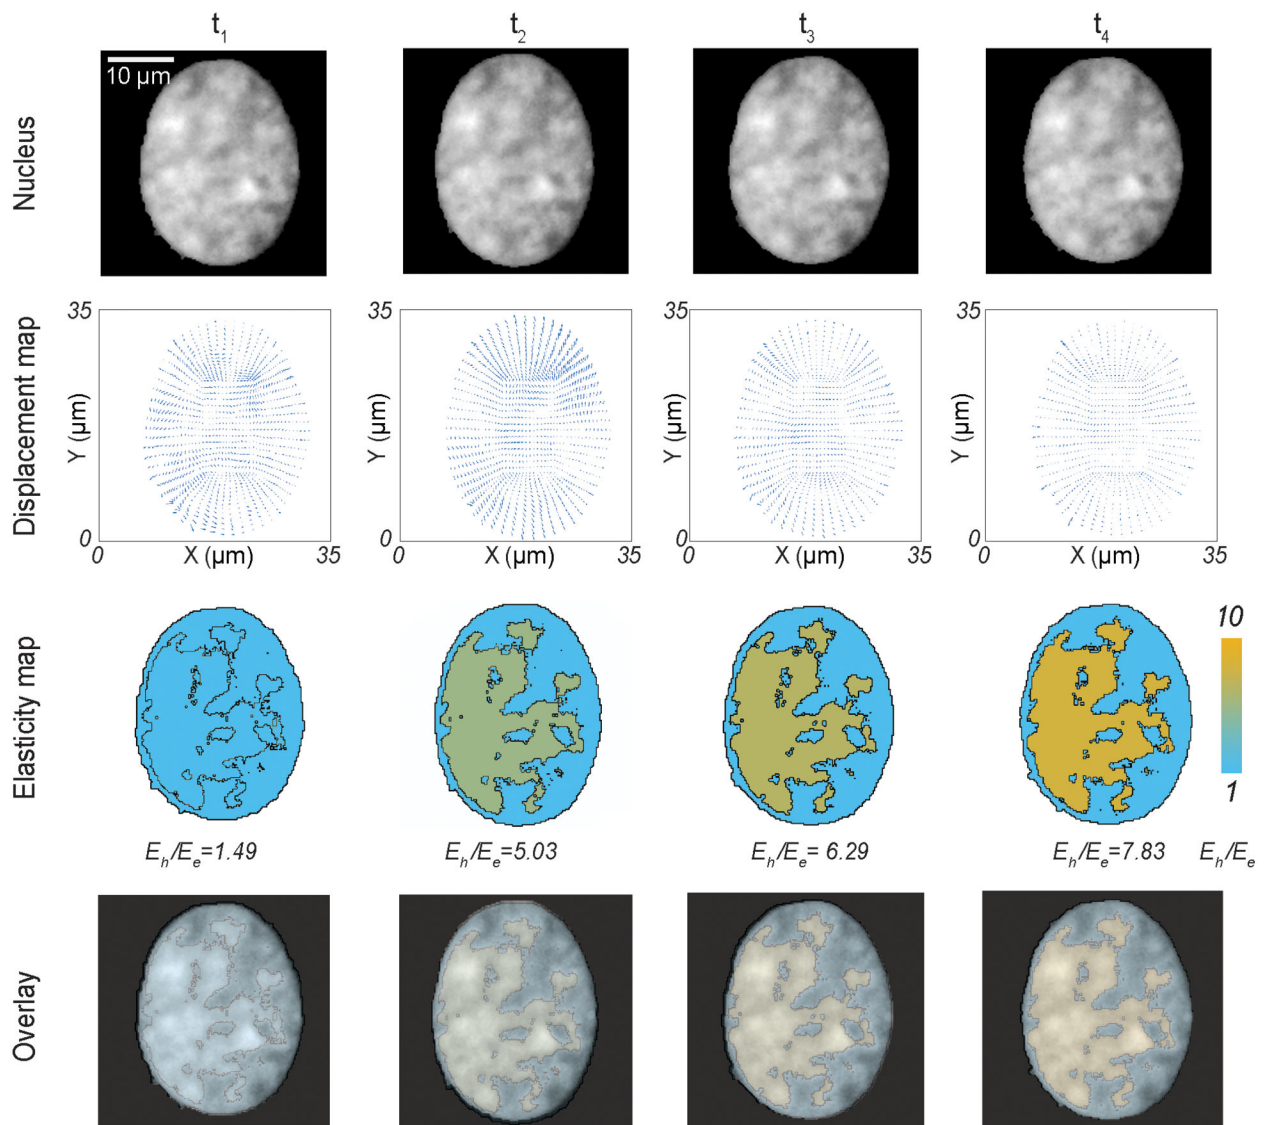 t1 t2 t3 t4
Nucleus
10 μm
Displacement map
35 35 35 35
Y (μm) Y (μm) Y (μm) Y (μm)
0 0 0 0
0 X (μm) 35 0 X (μm) 35 0 X (μm) 35 0 X (μm) 35
Elasticity map
10
1
Eh/Ee=1.49 Eh/Ee=5.03 Eh/Ee= 6.29 Eh/Ee=7.83 Eh/Ee
Overlay